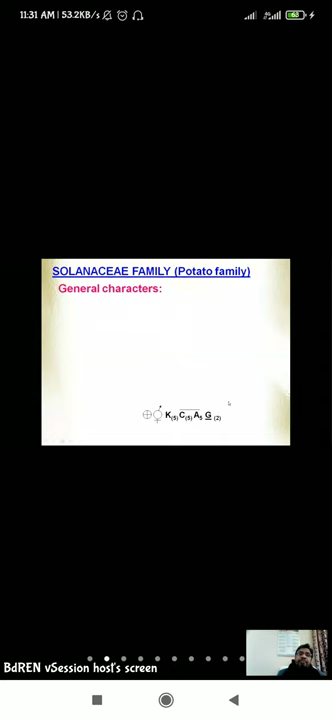 11:31 AM | 53.2KB/s 63
SOLANACEAE FAMILY (Potato family)
General characters:
K(5) C(5) A5 G (2)
BdREN vSession host's screen